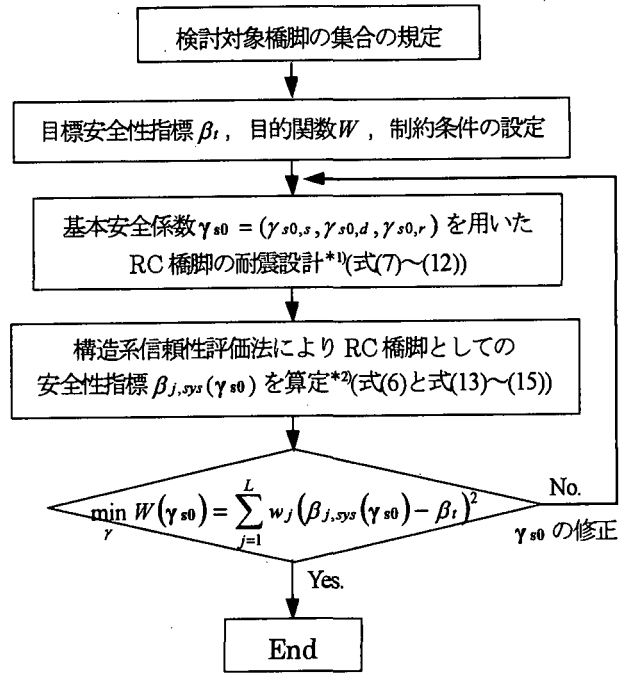 検討対象橋脚の集合の規定
目標安全性指標 βt, 目的関数W, 制約条件の設定
基本安全係数 γs0 = (γs0,s, γs0,d, γs0,r) を用いた
RC 橋脚の耐震設計*1)(式(7)～(12))
構造系信頼性評価法により RC 橋脚としての
安全性指標 βj,sys(γs0) を算定*2)(式(6)と式(13)～(15))
min γ W(γs0) = Σ j=1 L wj(βj,sys(γs0) − βt)2
No.
γs0 の修正
Yes.
End